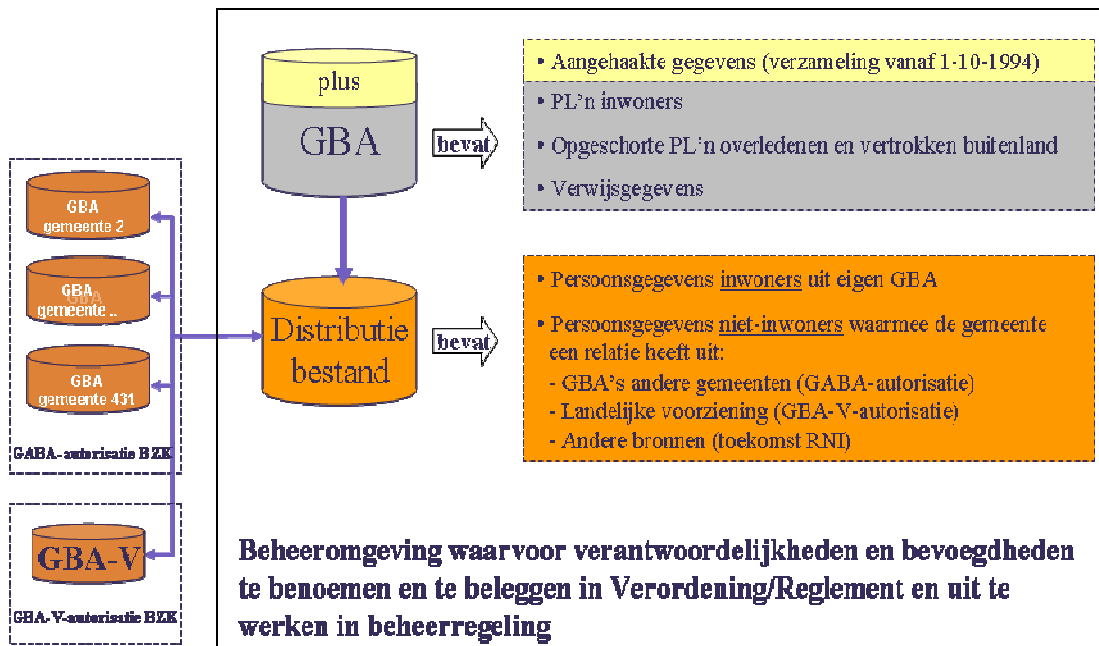 plus
GBA
bevat
• Aangehaakte gegevens (verzameling vanaf 1-10-1994)
• PL'n inwoners
• Opgeschorte PL'n overledenen en vertrokken buitenland
• Verwijsgegevens
GBA
gemeente 2
GBA
gemeente ..
GBA
gemeente 431
GABA-autorisatie BZK
GBA-V
GBA-V-autorisatie BZK
Distributie
bestand
bevat
• Persoonsgegevens inwoners uit eigen GBA
• Persoonsgegevens niet-inwoners waarmee de gemeente
een relatie heeft uit:
- GBA's andere gemeenten (GABA-autorisatie)
- Landelijke voorziening (GBA-V-autorisatie)
- Andere bronnen (toekomst RNI)
Beheeromgeving waarvoor verantwoordelijkheden en bevoegdheden
te benoemen en te beleggen in Verordening/Reglement en uit te
werken in beheerregeling